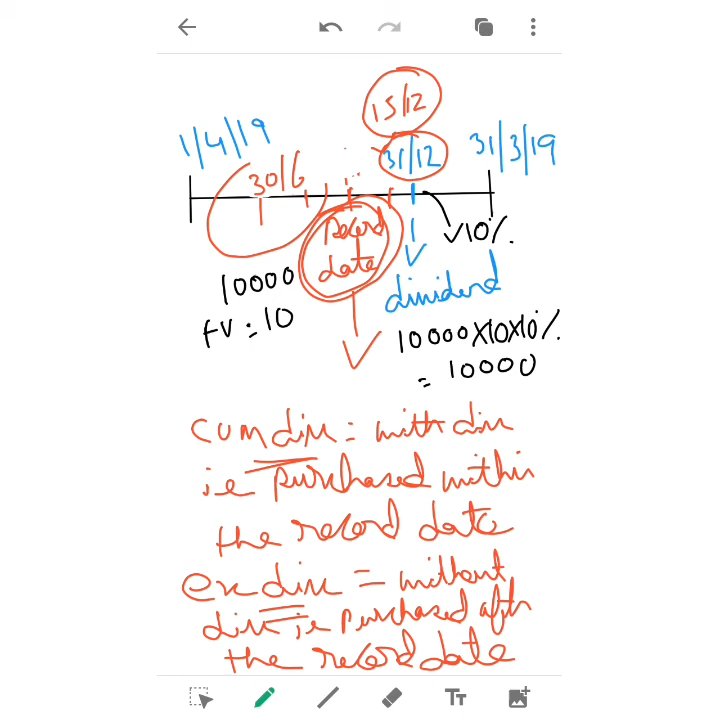 15/12
1/4/19
30/6
31/12
31/3/19
record
date
10%
10000
FV = 10
dividend
10000x10x10%
= 10000
cum div = with div
i.e purchased within
the record date
ex div = without
div i.e purchased after
the record date
Tт